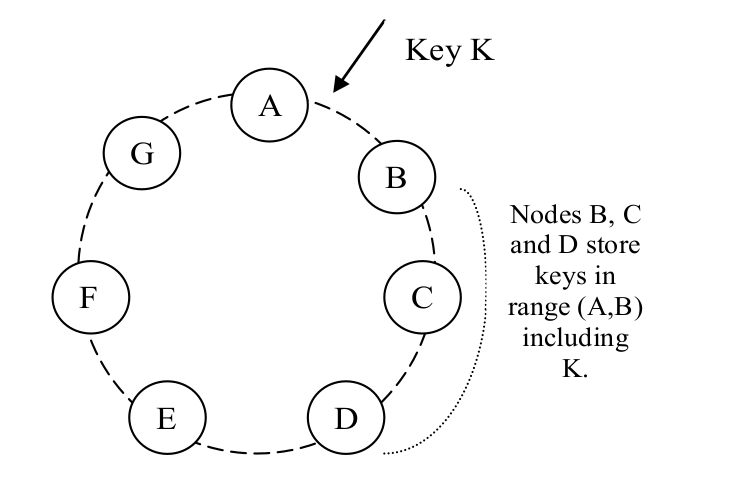 Key K
A
G
B
Nodes B, C
and D store
keys in
range (A,B)
including
K.
F
C
E
D